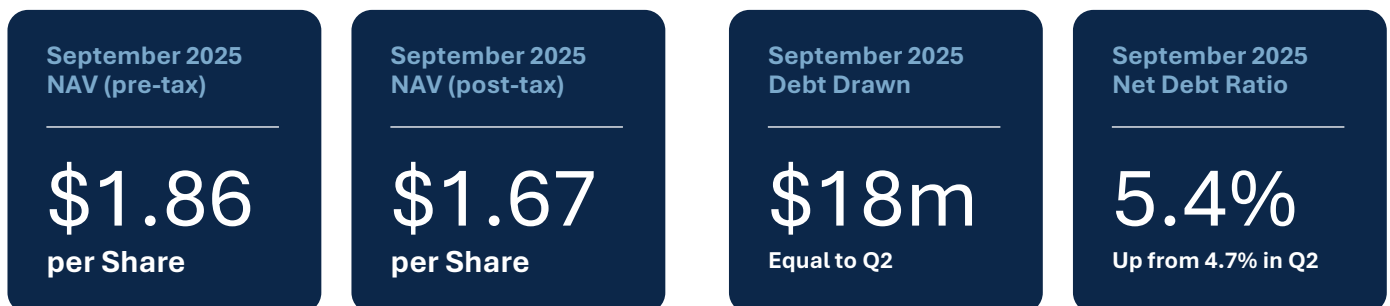 September 2025
NAV (pre-tax)
$1.86
per Share
September 2025
NAV (post-tax)
$1.67
per Share
September 2025
Debt Drawn
$18m
Equal to Q2
September 2025
Net Debt Ratio
5.4%
Up from 4.7% in Q2